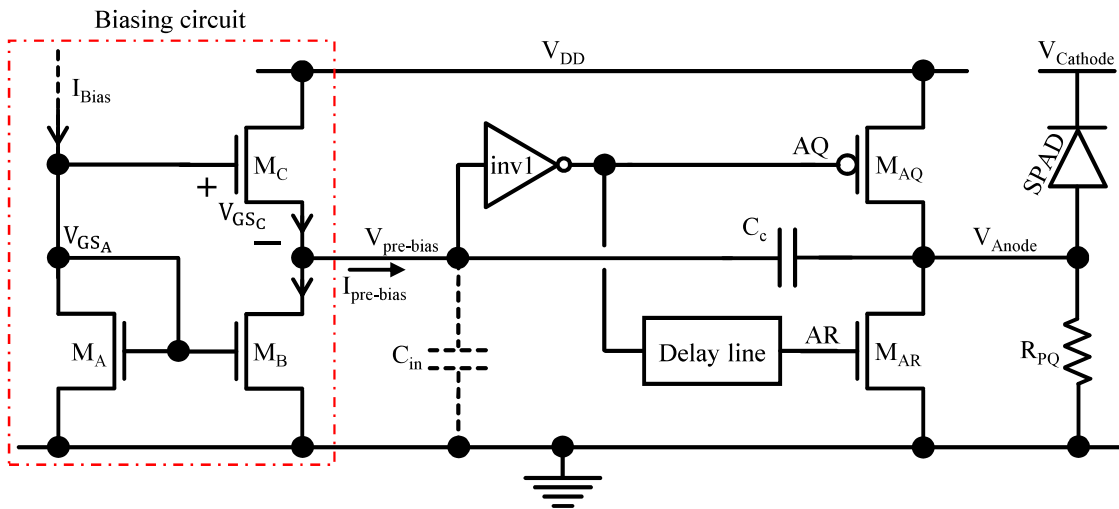 Biasing circuit
I_Bias
V_DD
V_Cathode
M_C
+
V_GS_C
−
inv1
AQ
M_AQ
SPAD
V_GS_A
V_pre-bias
C_c
V_Anode
I_pre-bias
M_A
M_B
C_in
Delay line
AR
M_AR
R_PQ